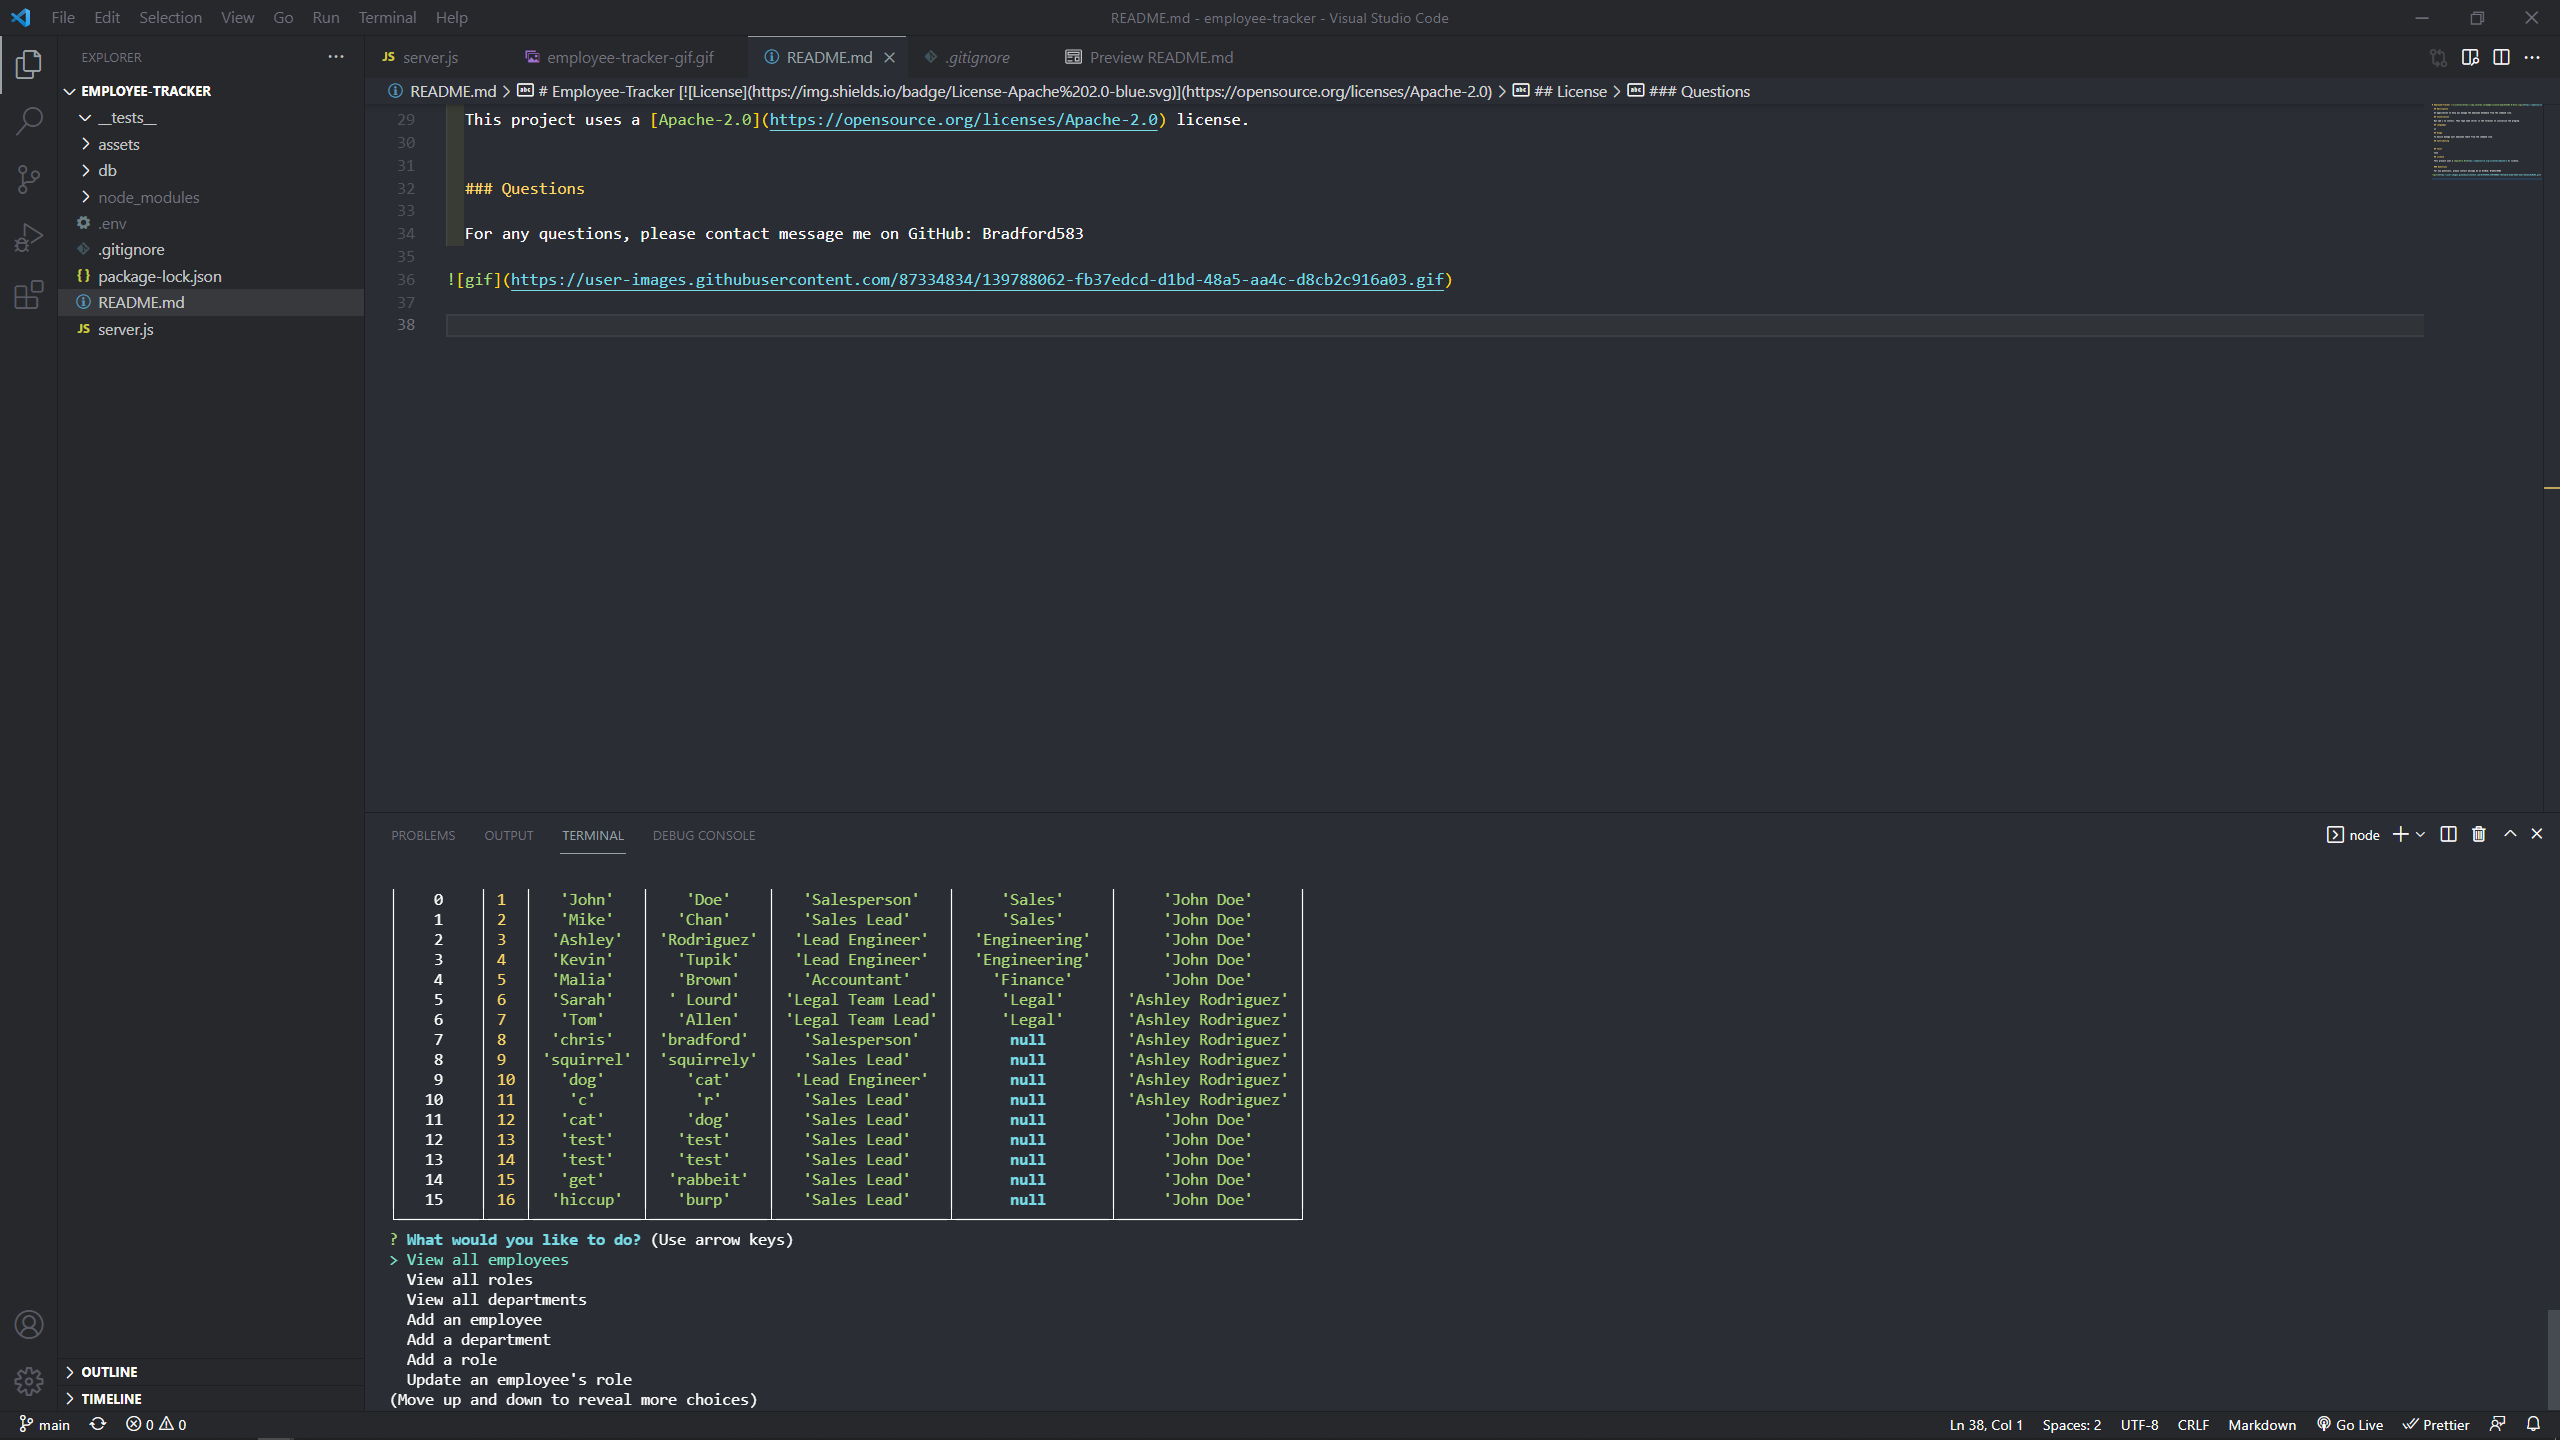 File Edit Selection View Go Run Terminal Help README.md - employee-tracker - Visual Studio Code
EXPLORER ...
EMPLOYEE-TRACKER
__tests__
assets
db
node_modules
.env
.gitignore
package-lock.json
README.md
server.js
OUTLINE
TIMELINE
JS server.js employee-tracker-gif.gif README.md .gitignore Preview README.md
README.md > # Employee-Tracker [![License](https://img.shields.io/badge/License-Apache%202.0-blue.svg)](https://opensource.org/licenses/Apache-2.0) > ## License > ### Questions
29 This project uses a [Apache-2.0](https://opensource.org/licenses/Apache-2.0) license.
30
31
32 ### Questions
33
34 For any questions, please contact message me on GitHub: Bradford583
35
36 ![gif](https://user-images.githubusercontent.com/87334834/139788062-fb37edcd-d1bd-48a5-aa4c-d8cb2c916a03.gif)
37
38
PROBLEMS OUTPUT TERMINAL DEBUG CONSOLE node
0 1 'John' 'Doe' 'Salesperson' 'Sales' 'John Doe'
1 2 'Mike' 'Chan' 'Sales Lead' 'Sales' 'John Doe'
2 3 'Ashley' 'Rodriguez' 'Lead Engineer' 'Engineering' 'John Doe'
3 4 'Kevin' 'Tupik' 'Lead Engineer' 'Engineering' 'John Doe'
4 5 'Malia' 'Brown' 'Accountant' 'Finance' 'John Doe'
5 6 'Sarah' ' Lourd' 'Legal Team Lead' 'Legal' 'Ashley Rodriguez'
6 7 'Tom' 'Allen' 'Legal Team Lead' 'Legal' 'Ashley Rodriguez'
7 8 'chris' 'bradford' 'Salesperson' null 'Ashley Rodriguez'
8 9 'squirrel' 'squirrely' 'Sales Lead' null 'Ashley Rodriguez'
9 10 'dog' 'cat' 'Lead Engineer' null 'Ashley Rodriguez'
10 11 'c' 'r' 'Sales Lead' null 'Ashley Rodriguez'
11 12 'cat' 'dog' 'Sales Lead' null 'John Doe'
12 13 'test' 'test' 'Sales Lead' null 'John Doe'
13 14 'test' 'test' 'Sales Lead' null 'John Doe'
14 15 'get' 'rabbeit' 'Sales Lead' null 'John Doe'
15 16 'hiccup' 'burp' 'Sales Lead' null 'John Doe'
? What would you like to do? (Use arrow keys)
> View all employees
View all roles
View all departments
Add an employee
Add a department
Add a role
Update an employee's role
(Move up and down to reveal more choices)
main 0 0 Ln 38, Col 1 Spaces: 2 UTF-8 CRLF Markdown Go Live Prettier